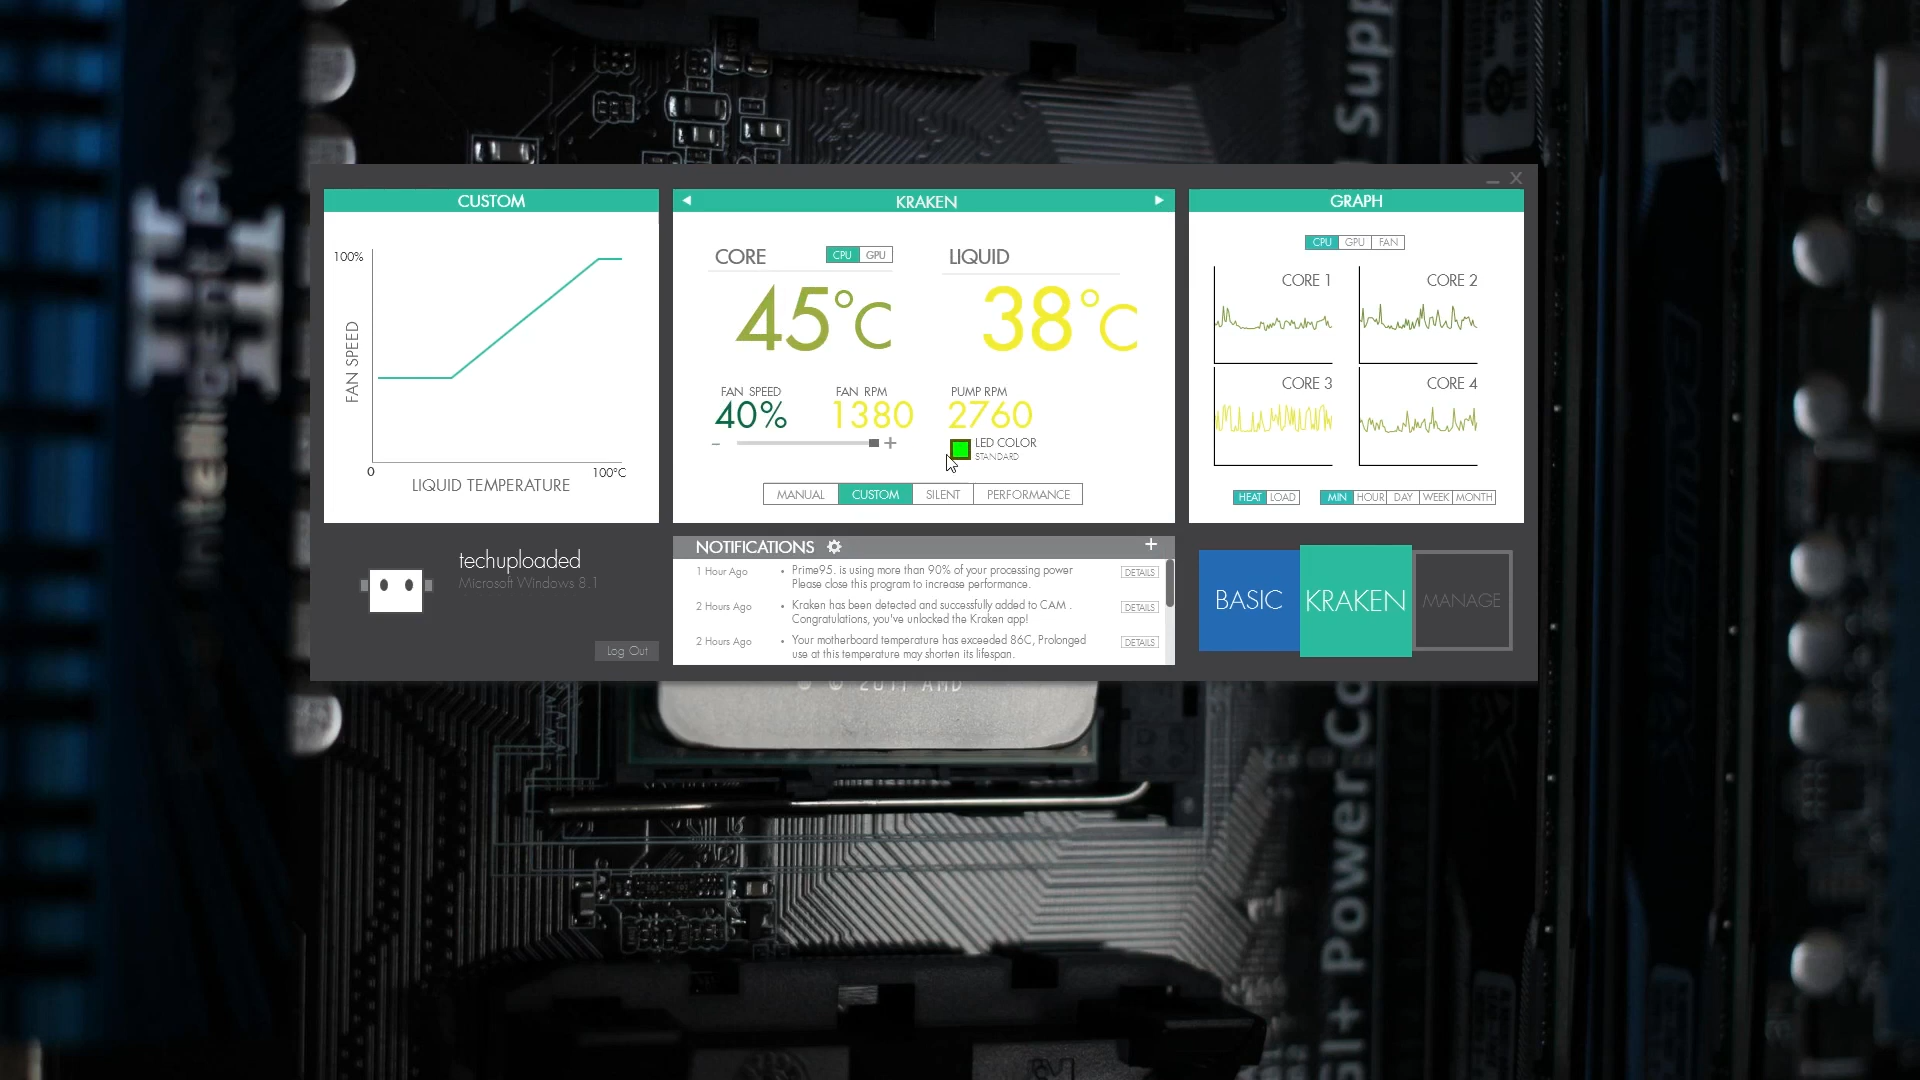 CUSTOM
100%
FAN SPEED
0
100°C
LIQUID TEMPERATURE
KRAKEN
CORE
CPU GPU
LIQUID
45°C
38°C
FAN SPEED
FAN RPM
PUMP RPM
40%
1380
2760
− +
LED COLOR
STANDARD
MANUAL CUSTOM SILENT PERFORMANCE
X
GRAPH
CPU GPU FAN
CORE 1
CORE 2
CORE 3
CORE 4
HEAT LOAD
MIN HOUR DAY WEEK MONTH
techuploaded
Microsoft Windows 8.1
Log Out
NOTIFICATIONS
+
1 Hour Ago
• Prime95. is using more than 90% of your processing power
Please close this program to increase performance.
DETAILS
2 Hours Ago
• Kraken has been detected and successfully added to CAM .
Congratulations, you've unlocked the Kraken app!
DETAILS
2 Hours Ago
• Your motherboard temperature has exceeded 86C, Prolonged
use at this temperature may shorten its lifespan.
DETAILS
BASIC
KRAKEN
MANAGE
© 2011 AMD